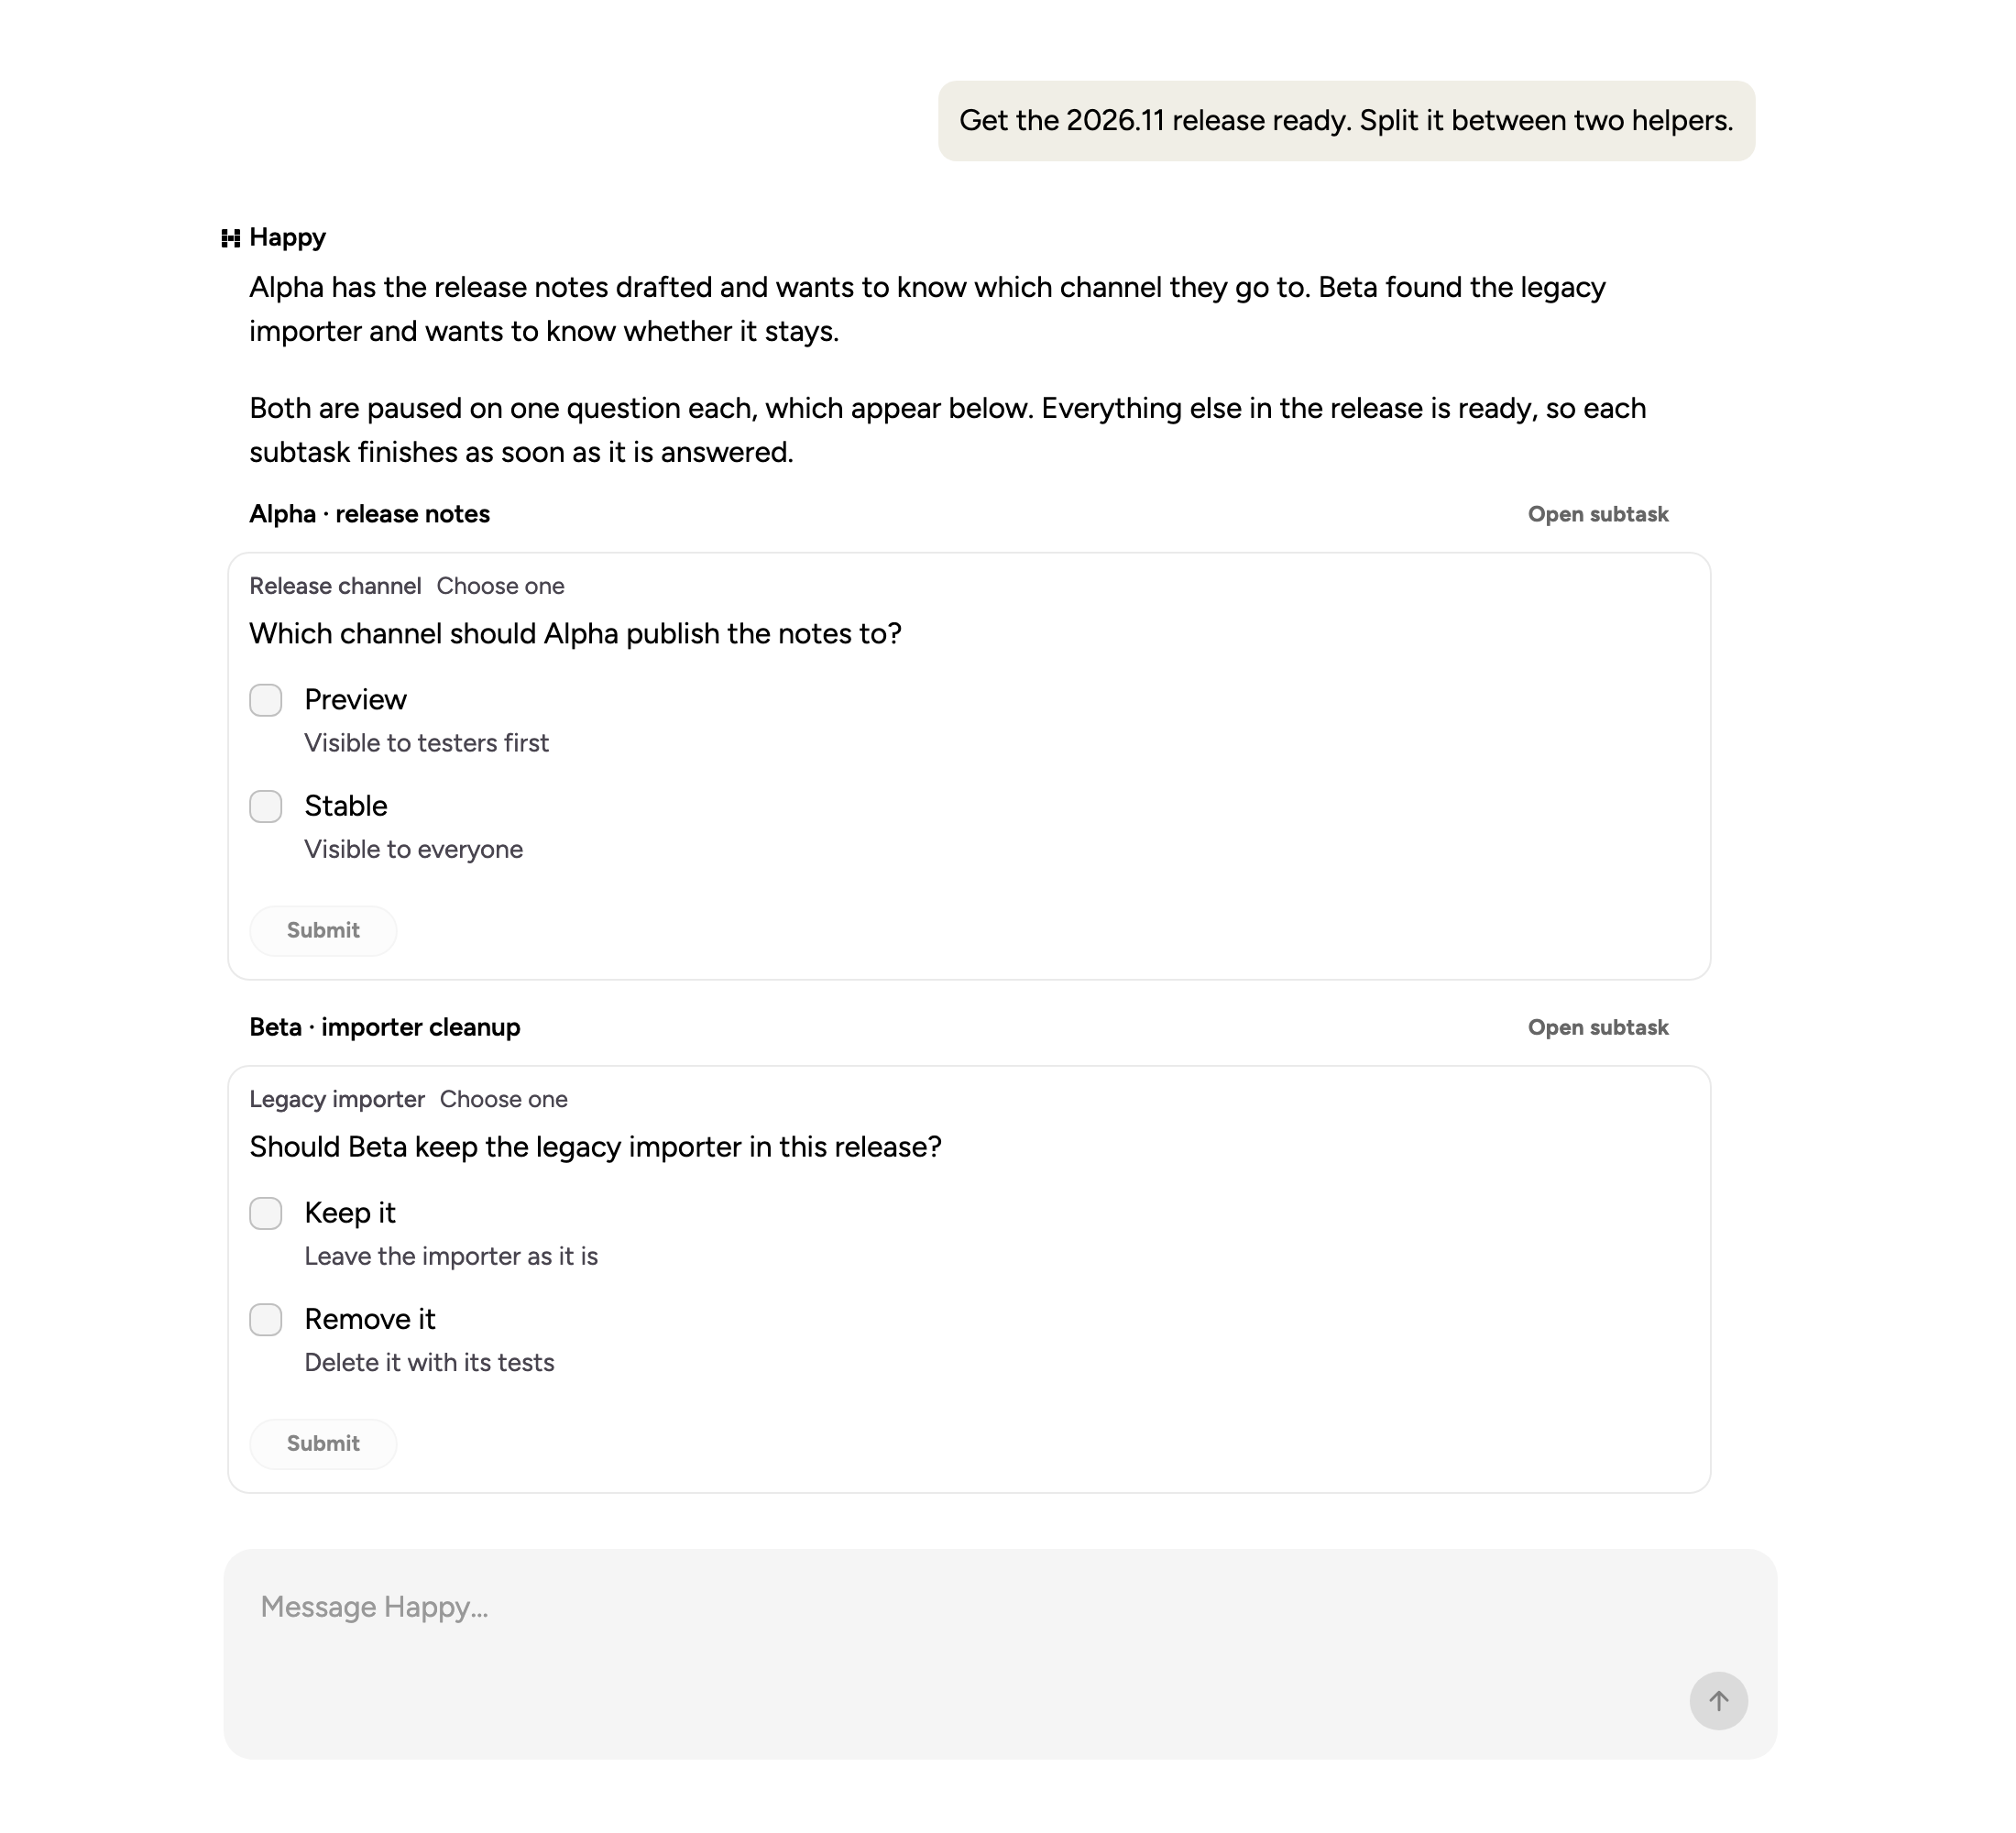 Get the 2026.11 release ready. Split it between two helpers.
Happy
Alpha has the release notes drafted and wants to know which channel they go to. Beta found the legacy
importer and wants to know whether it stays.
Both are paused on one question each, which appear below. Everything else in the release is ready, so each
subtask finishes as soon as it is answered.
Alpha · release notes
Open subtask
Release channel Choose one
Which channel should Alpha publish the notes to?
Preview
Visible to testers first
Stable
Visible to everyone
Submit
Beta · importer cleanup
Open subtask
Legacy importer Choose one
Should Beta keep the legacy importer in this release?
Keep it
Leave the importer as it is
Remove it
Delete it with its tests
Submit
Message Happy...